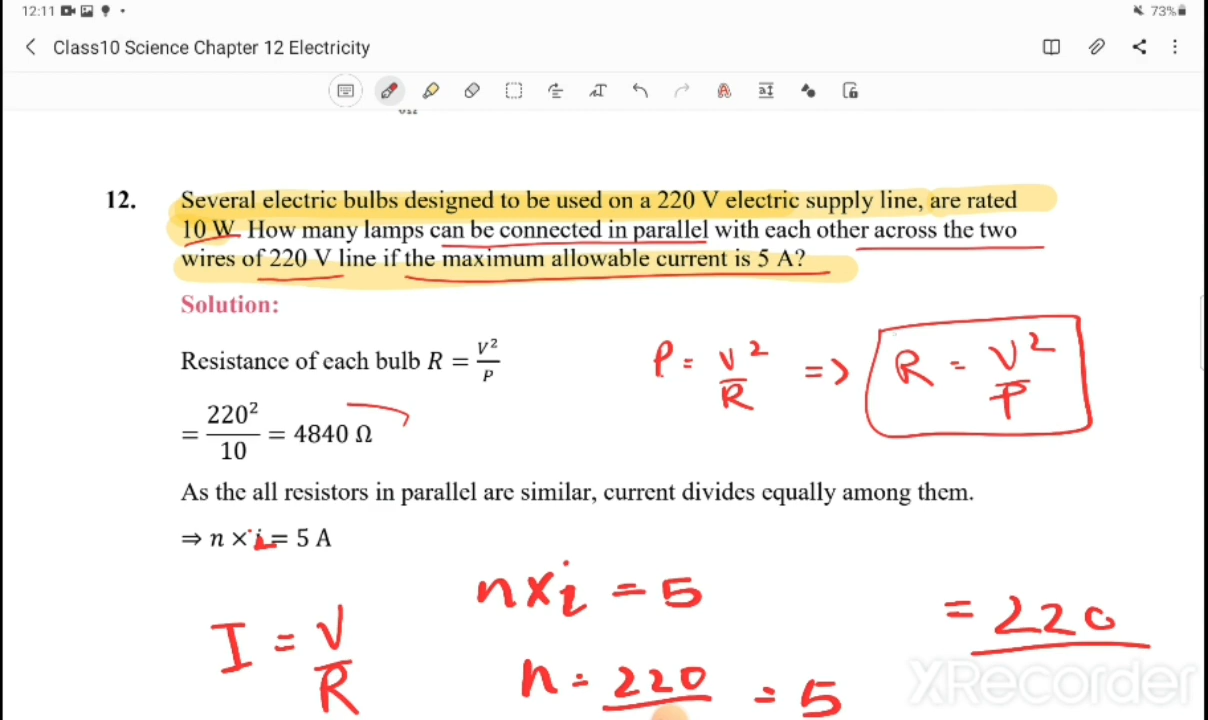 12:11
73%
Class10 Science Chapter 12 Electricity
12. Several electric bulbs designed to be used on a 220 V electric supply line, are rated
10 W. How many lamps can be connected in parallel with each other across the two
wires of 220 V line if the maximum allowable current is 5 A?
Solution:
Resistance of each bulb R = V²/P
P = V²/R => R = V²/P
= 220²/10 = 4840 Ω
As the all resistors in parallel are similar, current divides equally among them.
⇒ n × i = 5 A
n x i = 5
I = V/R
= 220
n = 220 = 5
XRecorder